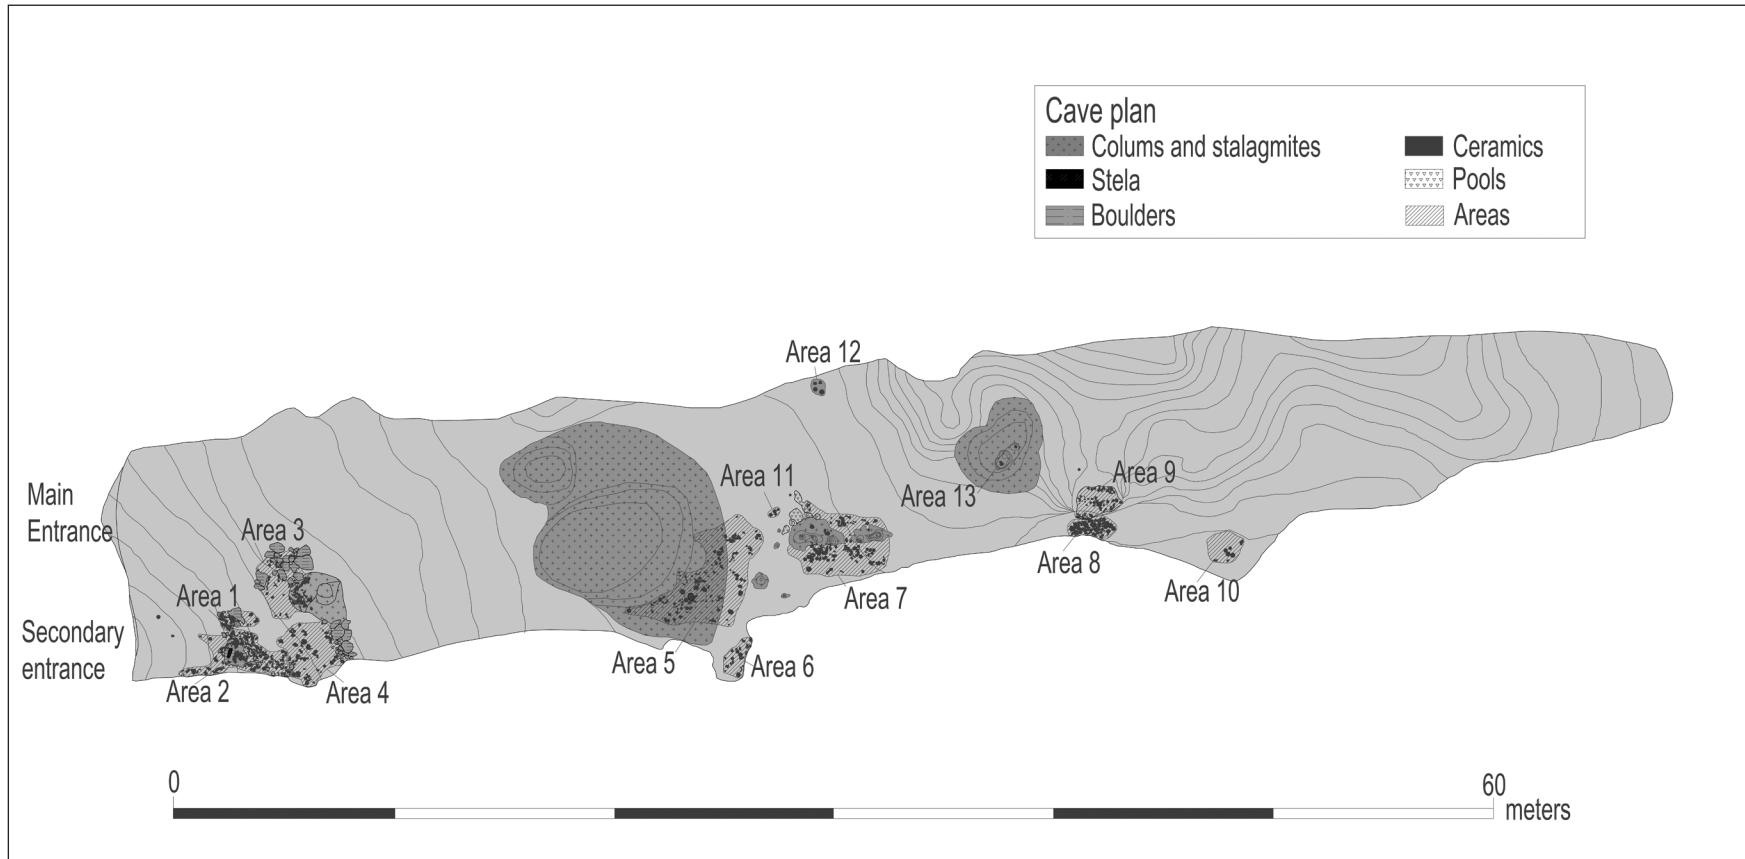 Cave plan
Colums and stalagmites
Ceramics
Stela
Pools
Boulders
Areas
Area 12
Main
Entrance
Area 11
Area 9
Area 13
Area 3
Area 8
Area 10
Area 1
Area 7
Secondary
entrance
Area 5
Area 6
Area 2
Area 4
0
60
meters